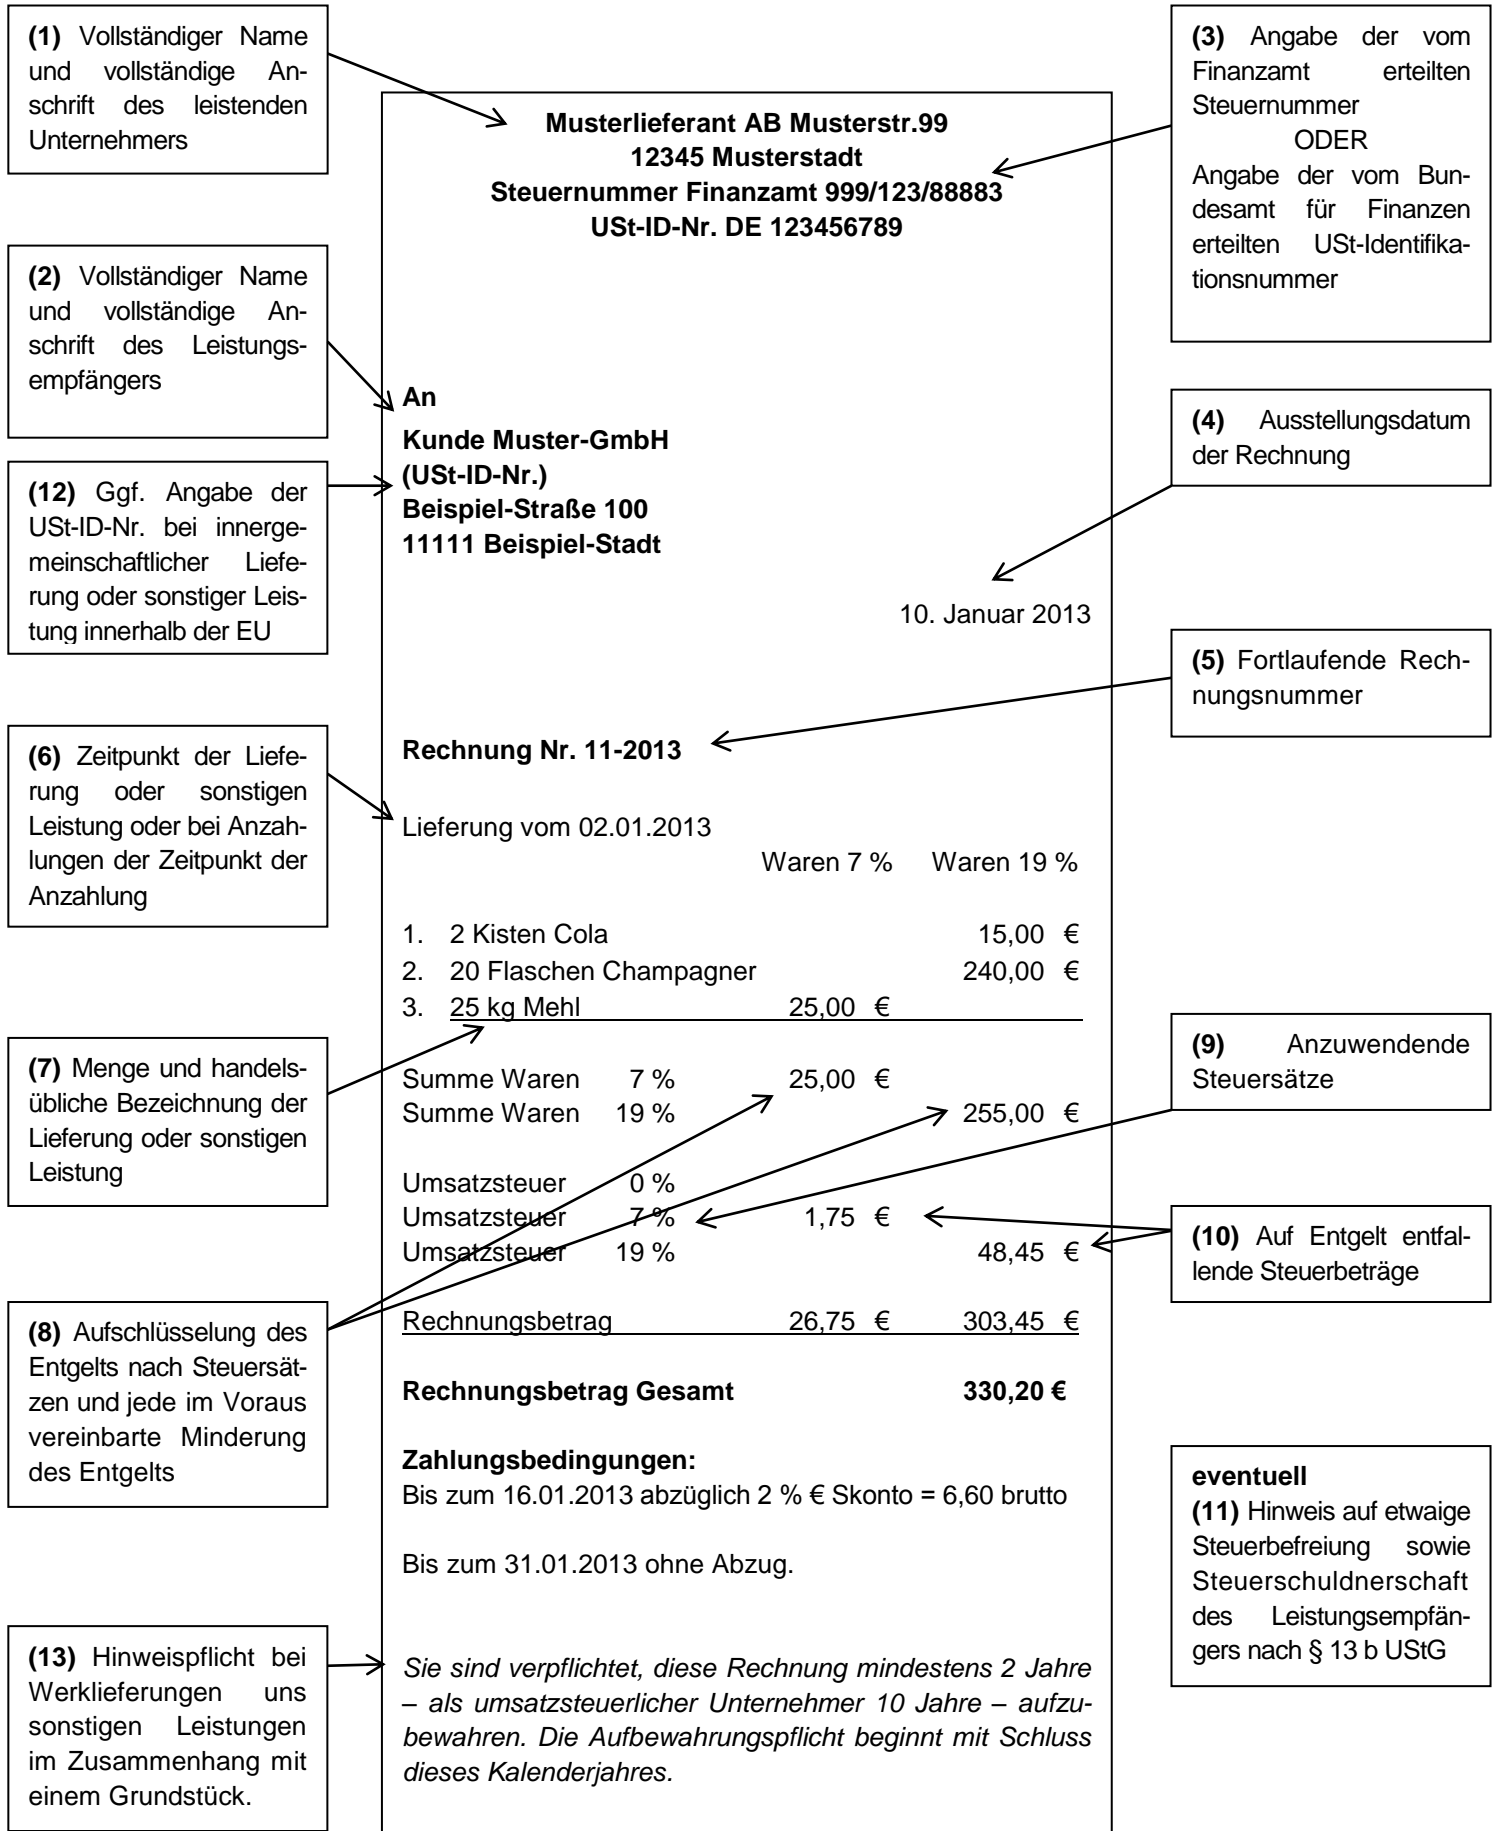 (1) Vollständiger Name
und vollständige An-
schrift des leistenden
Unternehmers
(3) Angabe der vom
Finanzamt erteilten
Steuernummer
ODER
Angabe der vom Bun-
desamt für Finanzen
erteilten USt-Identifika-
tionsnummer
Musterlieferant AB Musterstr.99
12345 Musterstadt
Steuernummer Finanzamt 999/123/88883
USt-ID-Nr. DE 123456789
(2) Vollständiger Name
und vollständige An-
schrift des Leistungs-
empfängers
An
Kunde Muster-GmbH
(USt-ID-Nr.)
Beispiel-Straße 100
11111 Beispiel-Stadt
(4) Ausstellungsdatum
der Rechnung
(12) Ggf. Angabe der
USt-ID-Nr. bei innerge-
meinschaftlicher Liefe-
rung oder sonstiger Leis-
tung innerhalb der EU
10. Januar 2013
(5) Fortlaufende Rech-
nungsnummer
Rechnung Nr. 11-2013
(6) Zeitpunkt der Liefe-
rung oder sonstigen
Leistung oder bei Anzah-
lungen der Zeitpunkt der
Anzahlung
Lieferung vom 02.01.2013
Waren 7 % Waren 19 %
1. 2 Kisten Cola 15,00 €
2. 20 Flaschen Champagner 240,00 €
3. 25 kg Mehl 25,00 €
(7) Menge und handels-
übliche Bezeichnung der
Lieferung oder sonstigen
Leistung
(9) Anzuwendende
Steuersätze
Summe Waren 7 % 25,00 €
Summe Waren 19 % 255,00 €
Umsatzsteuer 0 %
Umsatzsteuer 7 % 1,75 €
Umsatzsteuer 19 % 48,45 €
(10) Auf Entgelt entfal-
lende Steuerbeträge
(8) Aufschlüsselung des
Entgelts nach Steuersät-
zen und jede im Voraus
vereinbarte Minderung
des Entgelts
Rechnungsbetrag 26,75 € 303,45 €
Rechnungsbetrag Gesamt 330,20 €
Zahlungsbedingungen:
Bis zum 16.01.2013 abzüglich 2 % € Skonto = 6,60 brutto
Bis zum 31.01.2013 ohne Abzug.
eventuell
(11) Hinweis auf etwaige
Steuerbefreiung sowie
Steuerschuldnerschaft
des Leistungsempfän-
gers nach § 13 b UStG
(13) Hinweispflicht bei
Werklieferungen uns
sonstigen Leistungen
im Zusammenhang mit
einem Grundstück.
Sie sind verpflichtet, diese Rechnung mindestens 2 Jahre
– als umsatzsteuerlicher Unternehmer 10 Jahre – aufzu-
bewahren. Die Aufbewahrungspflicht beginnt mit Schluss
dieses Kalenderjahres.